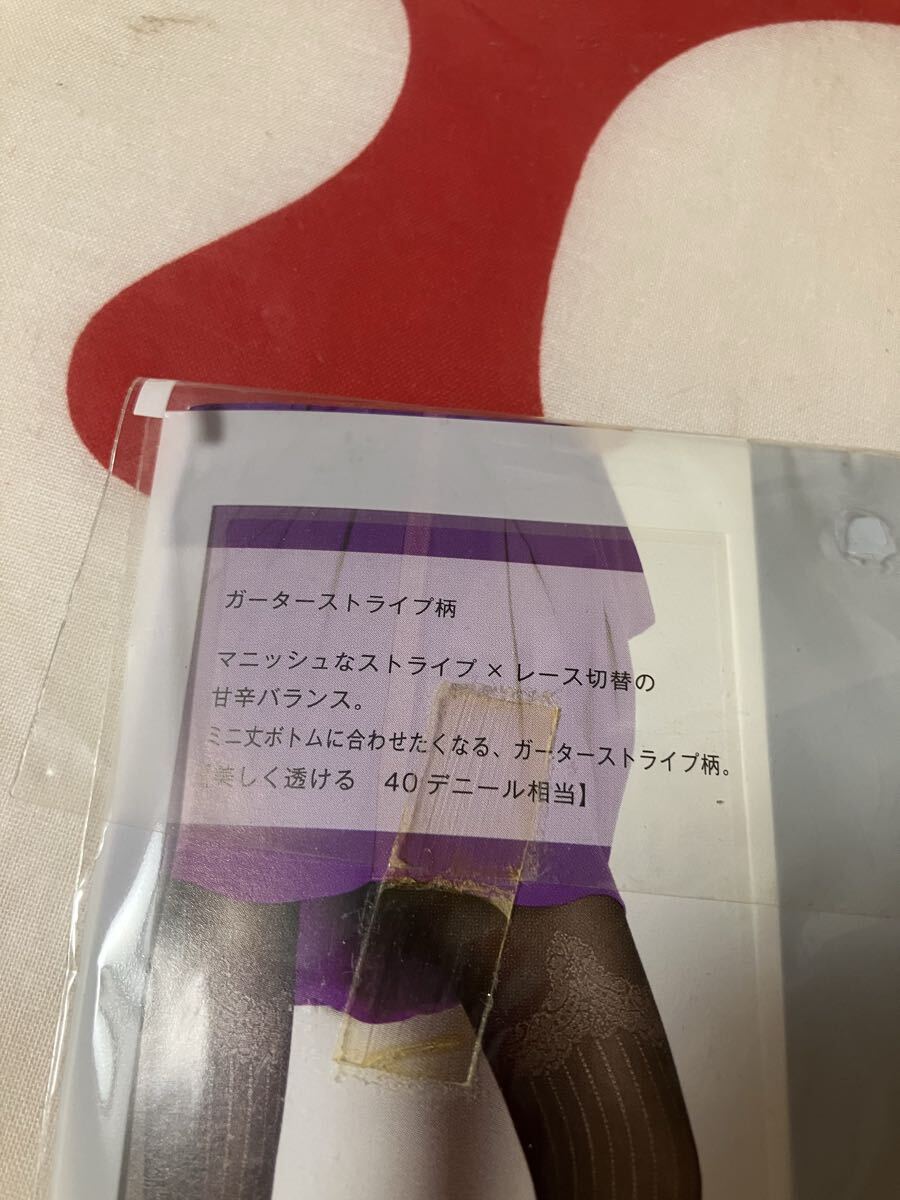 ガーターストライプ柄
マニッシュなストライプ × レース切替の
甘辛バランス。
ミニ丈ボトムに合わせたくなる、ガーターストライプ柄。
【美しく透ける　40デニール相当】